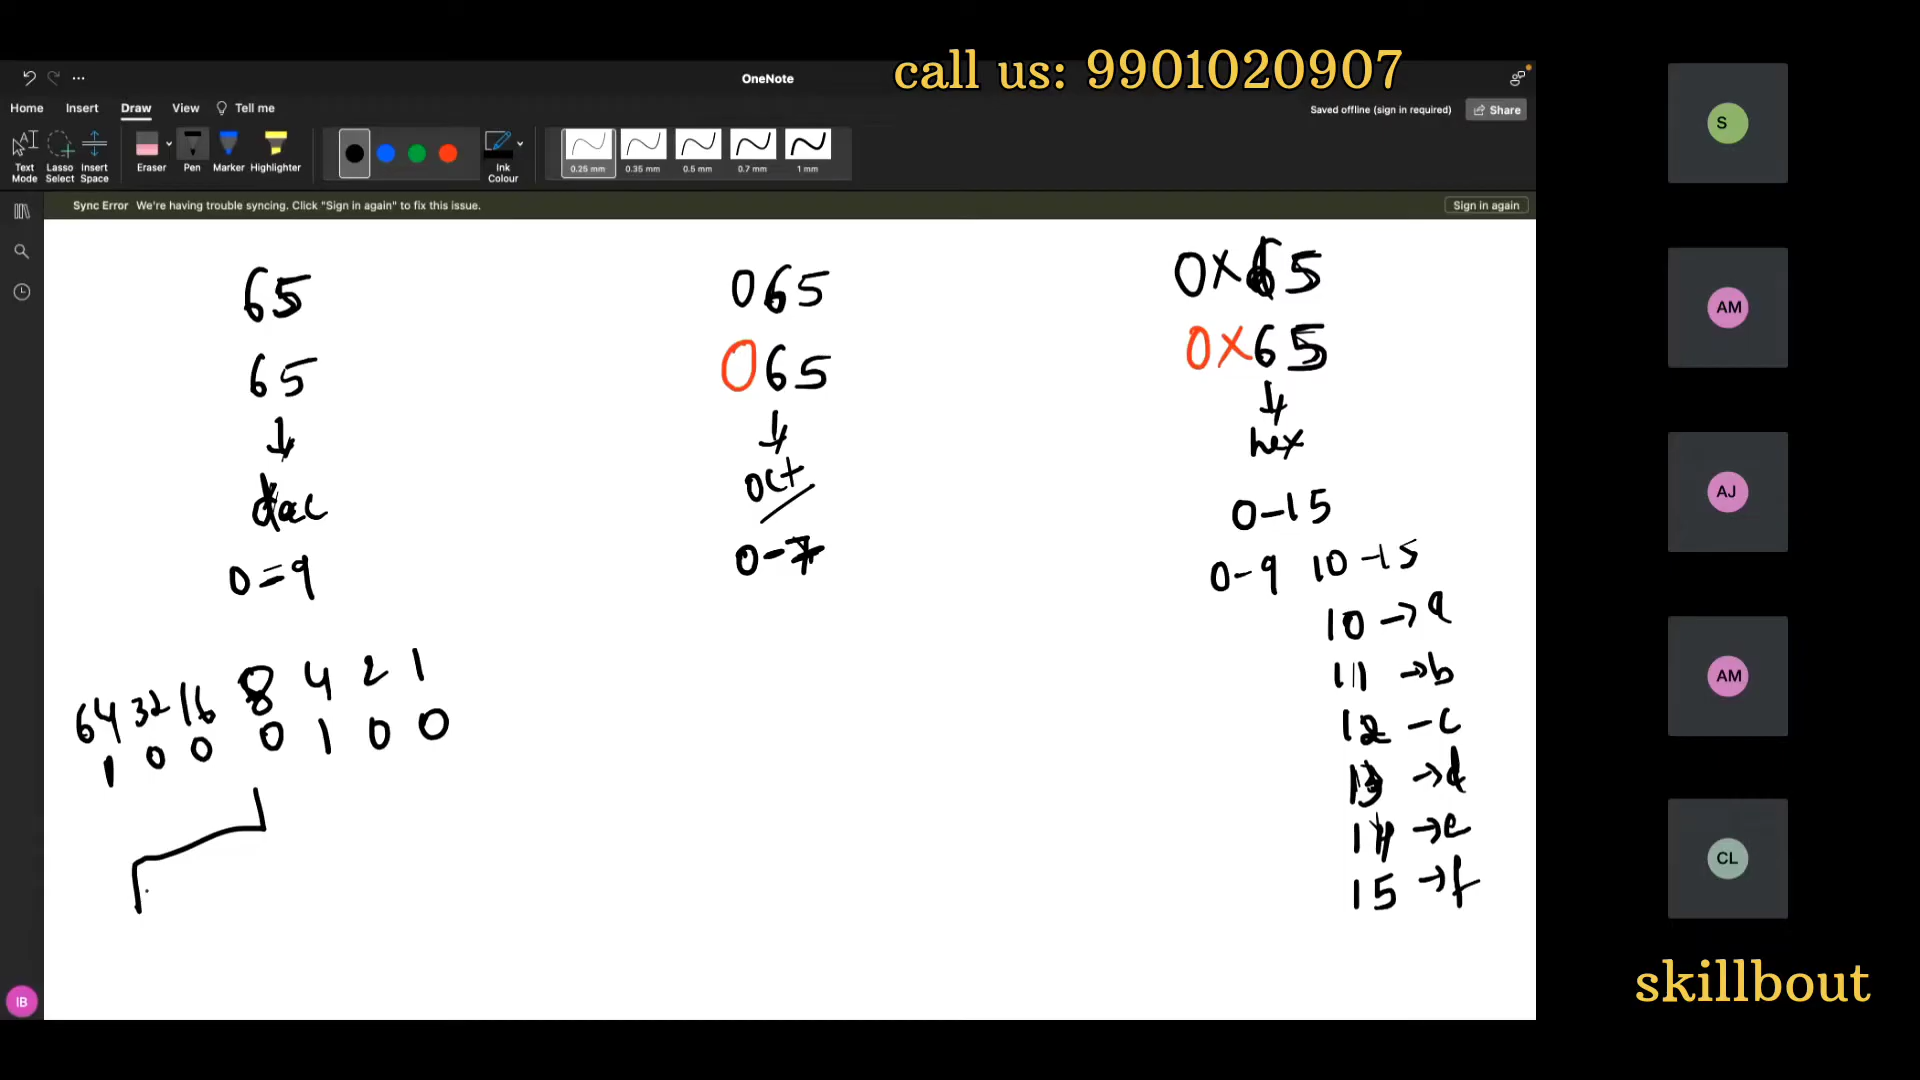 call us: 9901020907
OneNote
Home Insert Draw View Tell me
Saved offline (sign in required) Share
Text Mode
Lasso Select
Insert Space
Eraser
Pen
Marker
Highlighter
Ink Colour
0.25 mm
0.35 mm
0.5 mm
0.7 mm
1 mm
Sync Error We're having trouble syncing. Click "Sign in again" to fix this issue.
Sign in again
65
65
0=9
64 32 16 8 4 2 1
1 0 0 0 1 0 0
065
065
oct
0-7
0x65
0x65
hex
0-15
0-9 10-15
10 → a
11 → b
12 - c
13 → d
14 → e
15 → f
S
AM
AJ
AM
CL
IB
skillbout